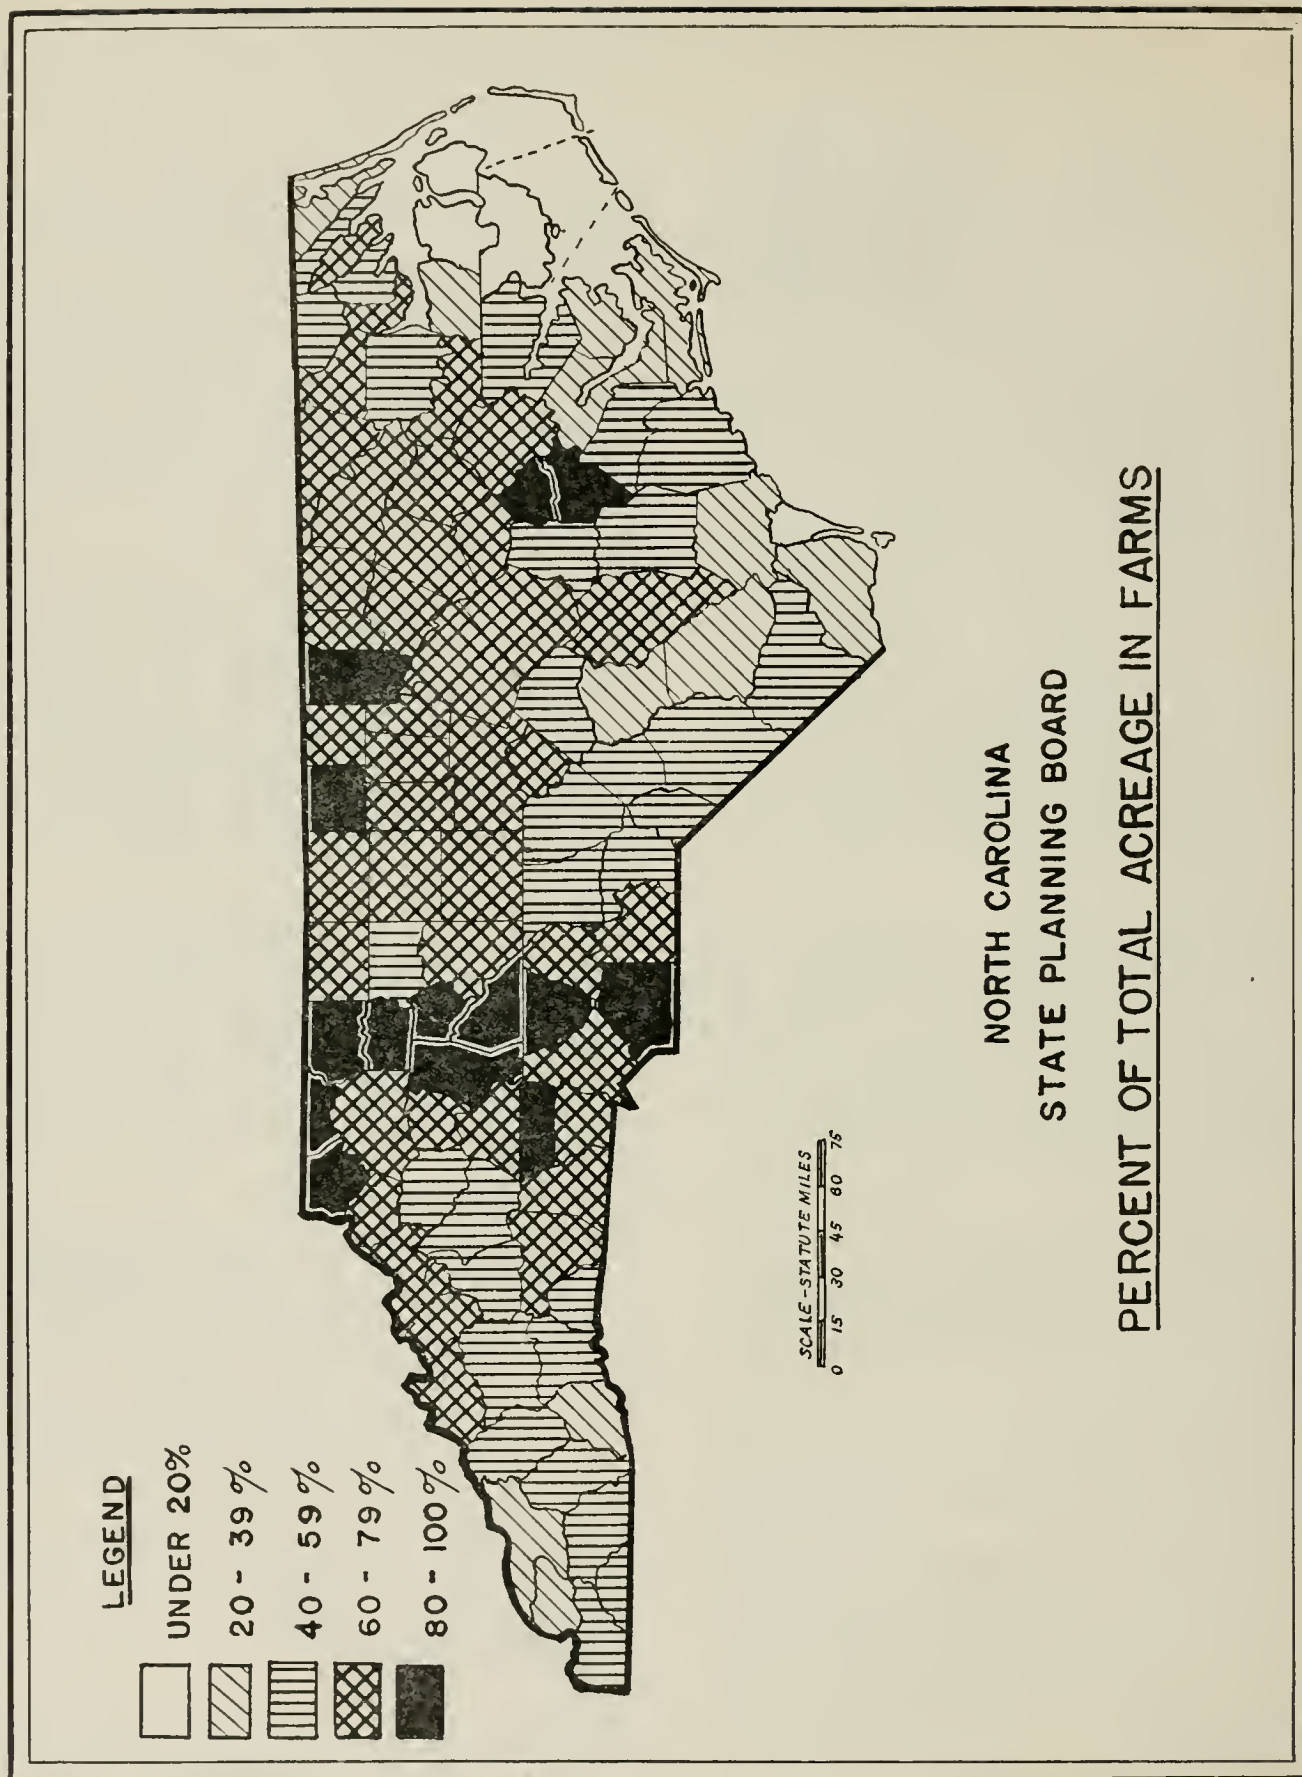 LEGEND
UNDER 20%
20 - 39%
40 - 59%
60 - 79%
80 - 100%
SCALE - STATUTE MILES
0 15 30 45 60 75
NORTH CAROLINA
STATE PLANNING BOARD
PERCENT OF TOTAL ACREAGE IN FARMS